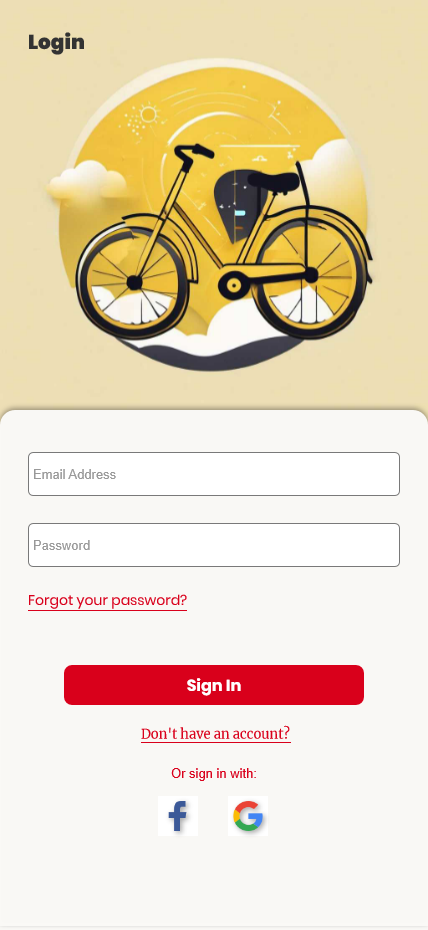 Login
Email Address
Password
Forgot your password?
Sign In
Don't have an account?
Or sign in with: